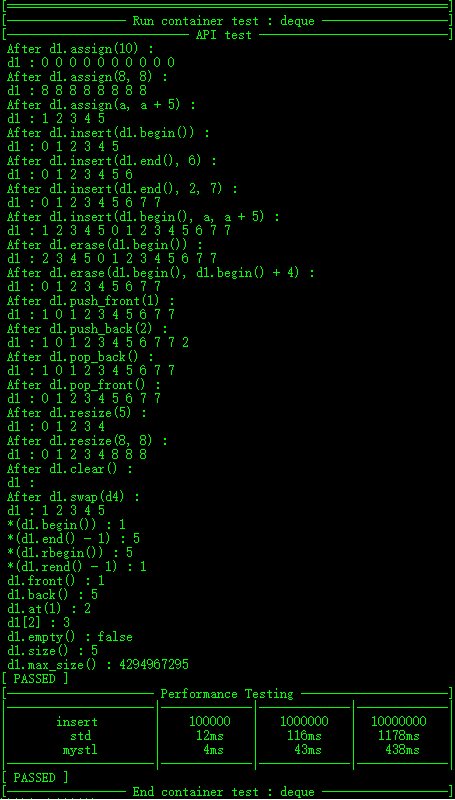 [===============================================================]
[----------------- Run container test : deque -----------------]
[-------------------------- API test --------------------------]
After d1.assign(10) :
d1 : 0 0 0 0 0 0 0 0 0 0
After d1.assign(8, 8) :
d1 : 8 8 8 8 8 8 8 8
After d1.assign(a, a + 5) :
d1 : 1 2 3 4 5
After d1.insert(d1.begin()) :
d1 : 0 1 2 3 4 5
After d1.insert(d1.end(), 6) :
d1 : 0 1 2 3 4 5 6
After d1.insert(d1.end(), 2, 7) :
d1 : 0 1 2 3 4 5 6 7 7
After d1.insert(d1.begin(), a, a + 5) :
d1 : 1 2 3 4 5 0 1 2 3 4 5 6 7 7
After d1.erase(d1.begin()) :
d1 : 2 3 4 5 0 1 2 3 4 5 6 7 7
After d1.erase(d1.begin(), d1.begin() + 4) :
d1 : 0 1 2 3 4 5 6 7 7
After d1.push_front(1) :
d1 : 1 0 1 2 3 4 5 6 7 7
After d1.push_back(2) :
d1 : 1 0 1 2 3 4 5 6 7 7 2
After d1.pop_back() :
d1 : 1 0 1 2 3 4 5 6 7 7
After d1.pop_front() :
d1 : 0 1 2 3 4 5 6 7 7
After d1.resize(5) :
d1 : 0 1 2 3 4
After d1.resize(8, 8) :
d1 : 0 1 2 3 4 8 8 8
After d1.clear() :
d1 :
After d1.swap(d4) :
d1 : 1 2 3 4 5
*(d1.begin()) : 1
*(d1.end() - 1) : 5
*(d1.rbegin()) : 5
*(d1.rend() - 1) : 1
d1.front() : 1
d1.back() : 5
d1.at(1) : 2
d1[2] : 3
d1.empty() : false
d1.size() : 5
d1.max_size() : 4294967295
[ PASSED ]
[--------------------- Performance Testing ---------------------]
| insert | 100000 | 1000000 | 10000000 |
| std | 12ms | 116ms | 1178ms |
| mystl | 4ms | 43ms | 438ms |
[ PASSED ]
[----------------- End container test : deque -----------------]